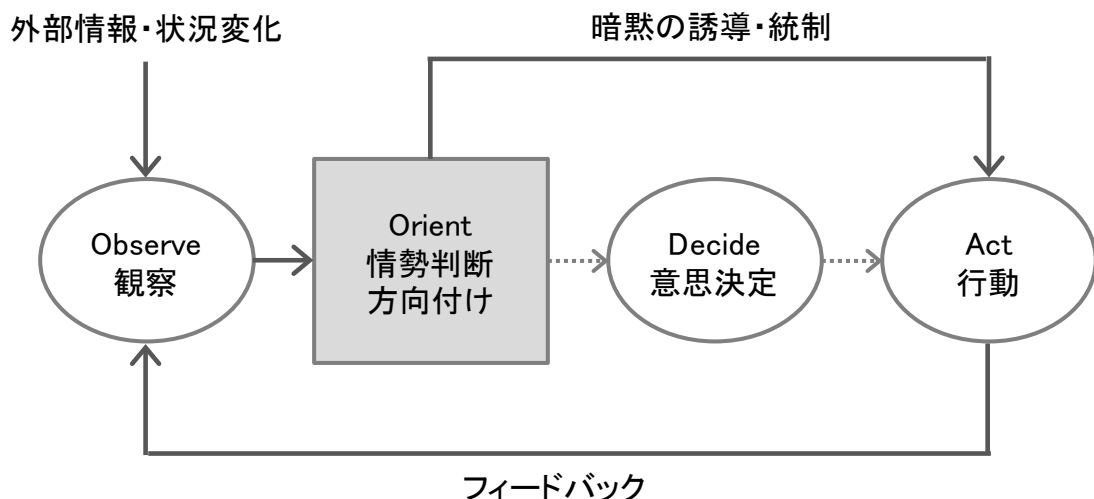 外部情報・状況変化
暗黙の誘導・統制
Observe
観察
Orient
情勢判断
方向付け
Decide
意思決定
Act
行動
フィードバック